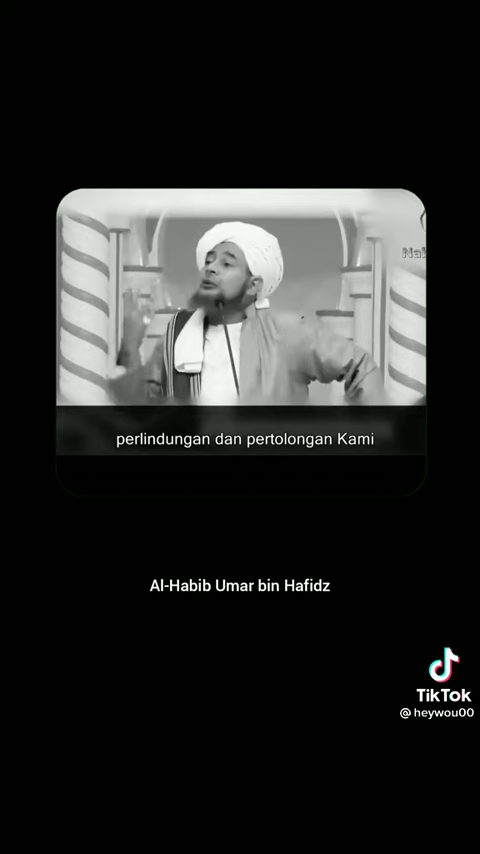 perlindungan dan pertolongan Kami
Al-Habib Umar bin Hafidz
TikTok
@heywou00